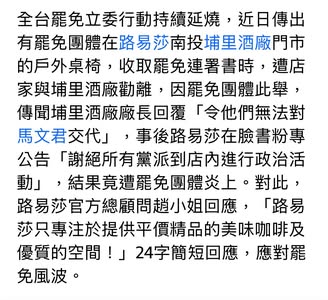 全台罷免立委行動持續延燒，近日傳出
有罷免團體在路易莎南投埔里酒廠門市
的戶外桌椅，收取罷免連署書時，遭店
家與埔里酒廠勸離，因罷免團體此舉，
傳聞埔里酒廠廠長回覆「令他們無法對
馬文君交代」，事後路易莎在臉書粉專
公告「謝絕所有黨派到店內進行政治活
動」，結果竟遭罷免團體炎上。對此，
路易莎官方總顧問趙小姐回應，「路易
莎只專注於提供平價精品的美味咖啡及
優質的空間！」24字簡短回應，應對罷
免風波。